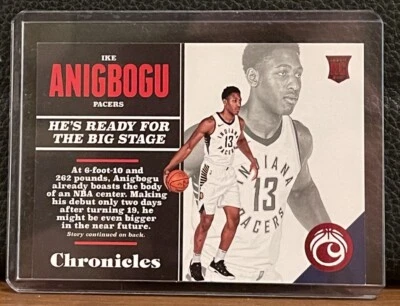 IKE
ANIGBOGU
PACERS
HE'S READY FOR
THE BIG STAGE
At 6-foot-10 and
262 pounds, Anigbogu
already boasts the body
of an NBA center. Making
his debut only two days
after turning 19, he
might be even bigger
in the near future.
Story continued on back.
Chronicles
INDIANA
13
PACERS
INDIANA
13
PACERS